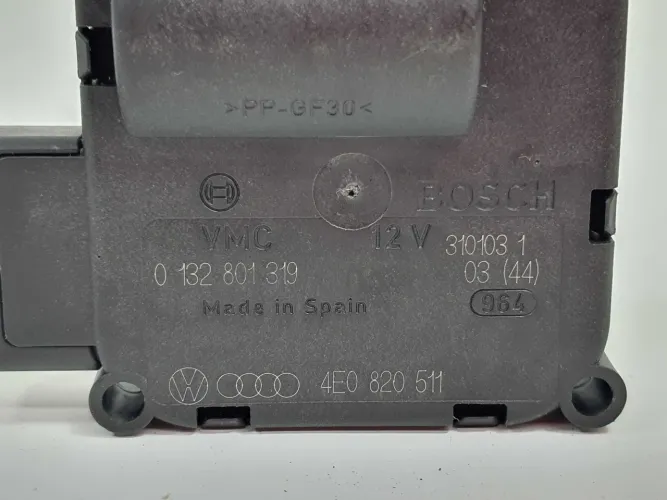 >PP-GF30<
BOSCH
VMC 12 V 310103 1
0 132 801 319 03 (44)
Made in Spain 964
4E0 820 511